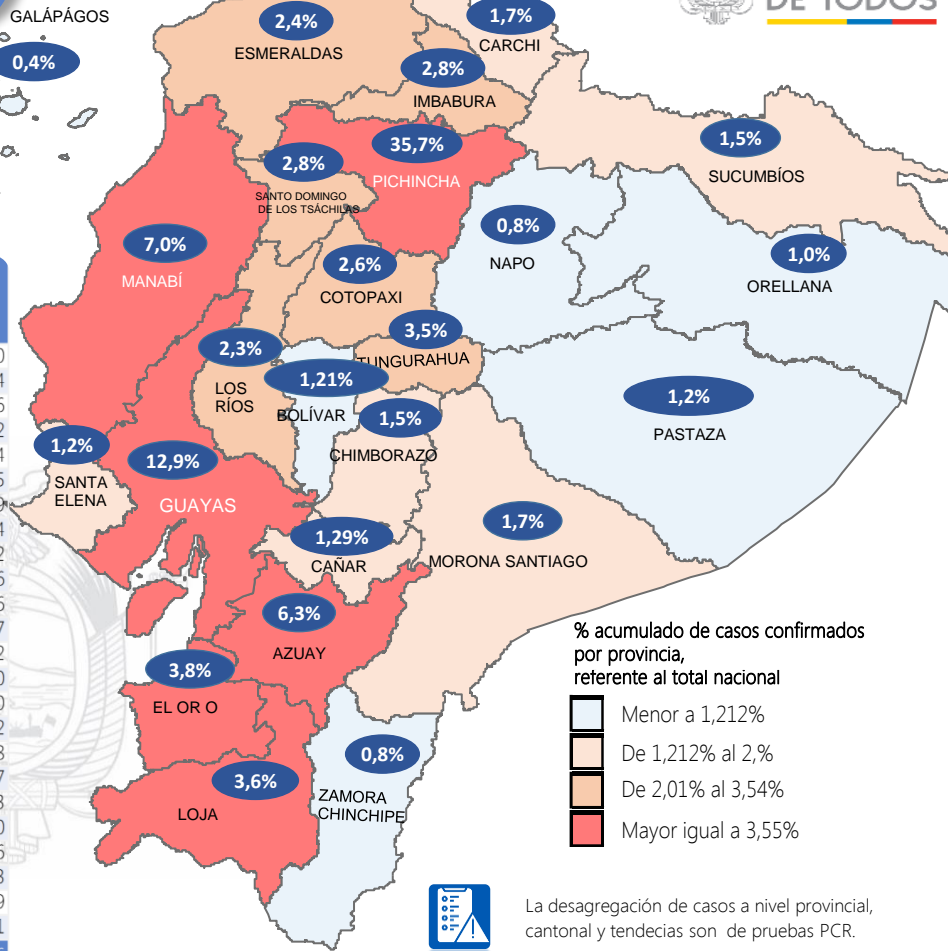 GALÁPÁGOS
0,4%
DE TODOS
2,4%
ESMERALDAS
1,7%
CARCHI
2,8%
IMBABURA
35,7%
PICHINCHA
1,5%
SUCUMBÍOS
2,8%
SANTO DOMINGO
DE LOS TSÁCHILAS
7,0%
MANABÍ
0,8%
NAPO
1,0%
ORELLANA
2,6%
COTOPAXI
3,5%
TUNGURAHUA
2,3%
LOS
RÍOS
1,21%
BOLÍVAR
1,5%
CHIMBORAZO
1,2%
PASTAZA
1,2%
SANTA
ELENA
12,9%
GUAYAS
1,29%
CAÑAR
1,7%
MORONA SANTIAGO
6,3%
AZUAY
3,8%
EL OR O
3,6%
LOJA
0,8%
ZAMORA
CHINCHIPE
% acumulado de casos confirmados
por provincia,
referente al total nacional
Menor a 1,212%
De 1,212% al 2,%
De 2,01% al 3,54%
Mayor igual a 3,55%
La desagregación de casos a nivel provincial,
cantonal y tendecias son de pruebas PCR.